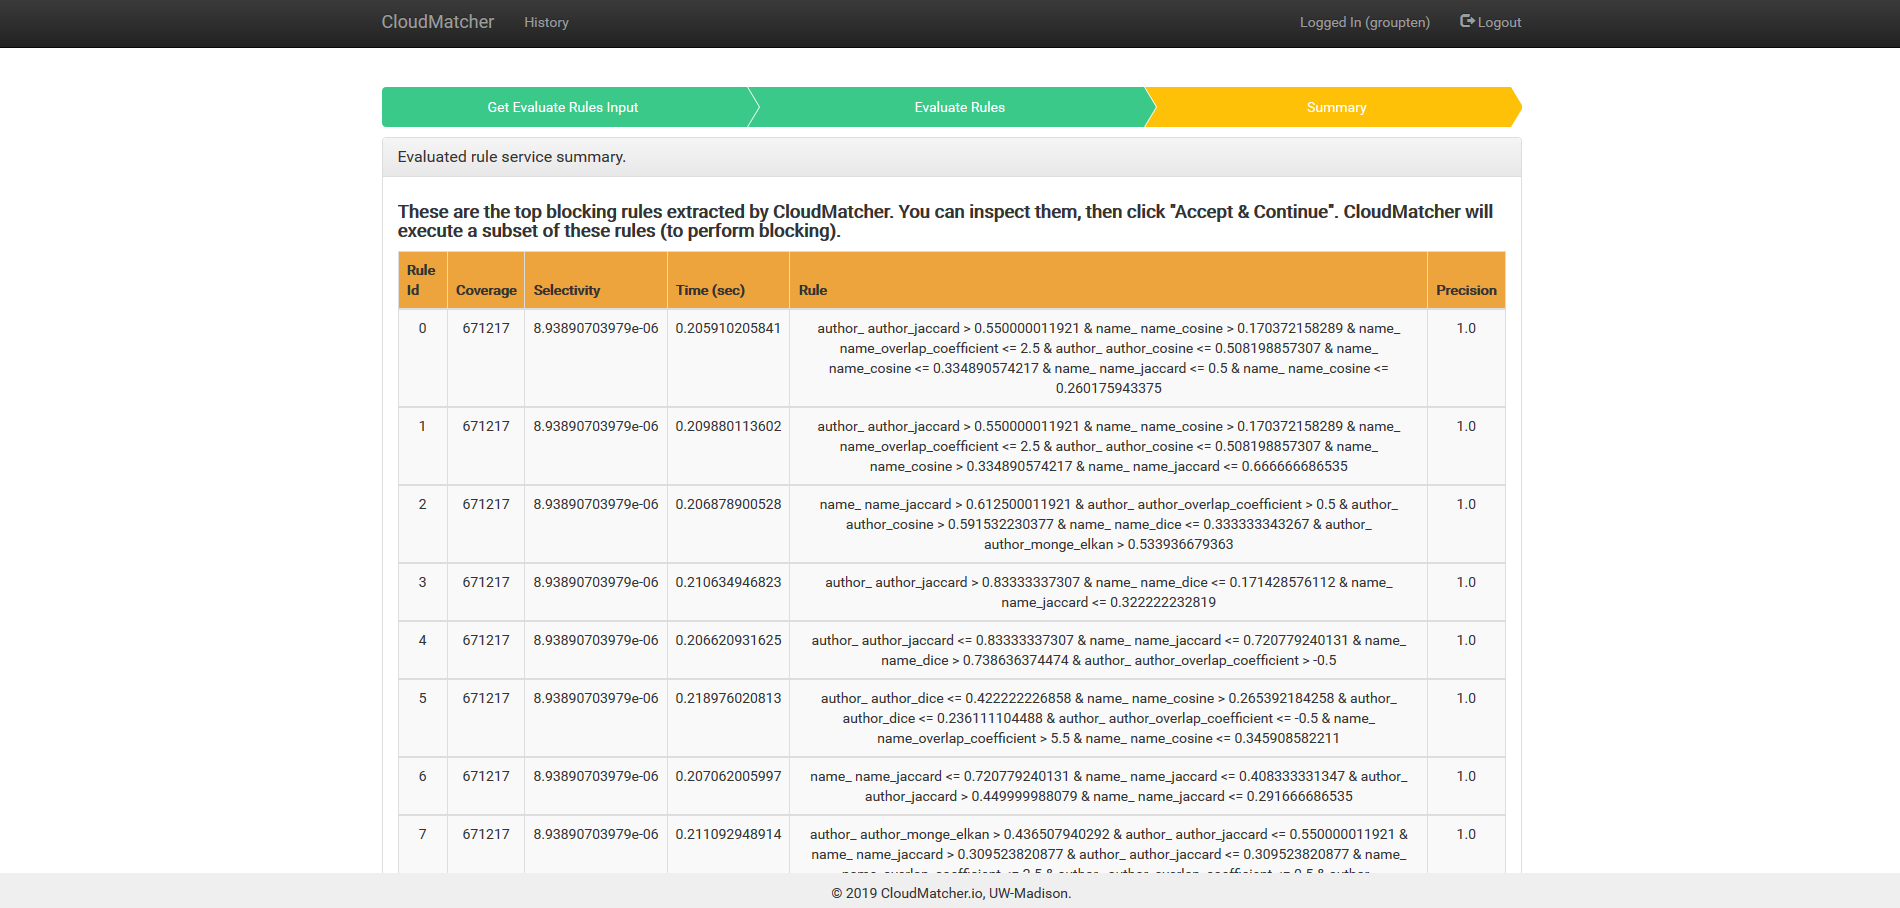 CloudMatcher History Logged In (groupten) Logout
Get Evaluate Rules Input Evaluate Rules Summary
Evaluated rule service summary.
These are the top blocking rules extracted by CloudMatcher. You can inspect them, then click "Accept & Continue". CloudMatcher will
execute a subset of these rules (to perform blocking).
Rule
Id Coverage Selectivity Time (sec) Rule Precision
0 671217 8.93890703979e-06 0.205910205841 author_ author_jaccard > 0.550000011921 & name_ name_cosine > 0.170372158289 & name_ 1.0
name_overlap_coefficient <= 2.5 & author_ author_cosine <= 0.508198857307 & name_
name_cosine <= 0.334890574217 & name_ name_jaccard <= 0.5 & name_ name_cosine <=
0.260175943375
1 671217 8.93890703979e-06 0.209880113602 author_ author_jaccard > 0.550000011921 & name_ name_cosine > 0.170372158289 & name_ 1.0
name_overlap_coefficient <= 2.5 & author_ author_cosine <= 0.508198857307 & name_
name_cosine > 0.334890574217 & name_ name_jaccard <= 0.666666686535
2 671217 8.93890703979e-06 0.206878900528 name_ name_jaccard > 0.612500011921 & author_ author_overlap_coefficient > 0.5 & author_ 1.0
author_cosine > 0.591532230377 & name_ name_dice <= 0.333333343267 & author_
author_monge_elkan > 0.533936679363
3 671217 8.93890703979e-06 0.210634946823 author_ author_jaccard > 0.83333337307 & name_ name_dice <= 0.171428576112 & name_ 1.0
name_jaccard <= 0.322222232819
4 671217 8.93890703979e-06 0.206620931625 author_ author_jaccard <= 0.83333337307 & name_ name_jaccard <= 0.720779240131 & name_ 1.0
name_dice > 0.738636374474 & author_ author_overlap_coefficient > -0.5
5 671217 8.93890703979e-06 0.218976020813 author_ author_dice <= 0.422222226858 & name_ name_cosine > 0.265392184258 & author_ 1.0
author_dice <= 0.236111104488 & author_ author_overlap_coefficient <= -0.5 & name_
name_overlap_coefficient > 5.5 & name_ name_cosine <= 0.345908582211
6 671217 8.93890703979e-06 0.207062005997 name_ name_jaccard <= 0.720779240131 & name_ name_jaccard <= 0.408333331347 & author_ 1.0
author_jaccard > 0.449999988079 & name_ name_jaccard <= 0.291666686535
7 671217 8.93890703979e-06 0.211092948914 author_ author_monge_elkan > 0.436507940292 & author_ author_jaccard <= 0.550000011921 & 1.0
name_ name_jaccard > 0.309523820877 & author_ author_jaccard <= 0.309523820877 & name_
© 2019 CloudMatcher.io, UW-Madison.